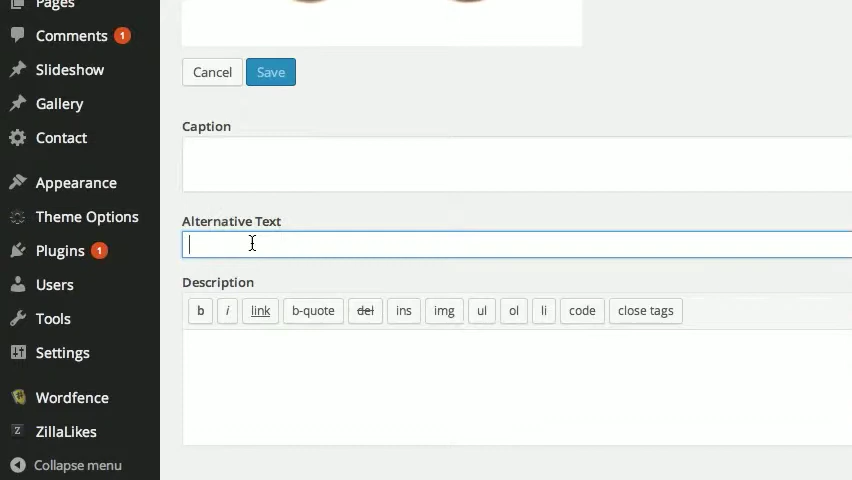 Pages
Comments 1
Slideshow
Gallery
Contact
Appearance
Theme Options
Plugins 1
Users
Tools
Settings
Wordfence
Z ZillaLikes
Collapse menu
Cancel Save
Caption
Alternative Text
Description
b i link b-quote del ins img ul ol li code close tags